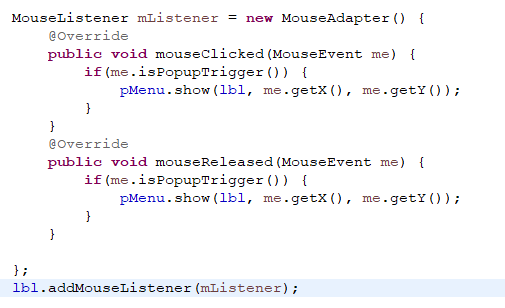 MouseListener mListener = new MouseAdapter() {
    @Override
    public void mouseClicked(MouseEvent me) {
        if(me.isPopupTrigger()) {
            pMenu.show(lbl, me.getX(), me.getY());
        }
    }
    @Override
    public void mouseReleased(MouseEvent me) {
        if(me.isPopupTrigger()) {
            pMenu.show(lbl, me.getX(), me.getY());
        }
    }
};
lbl.addMouseListener(mListener);